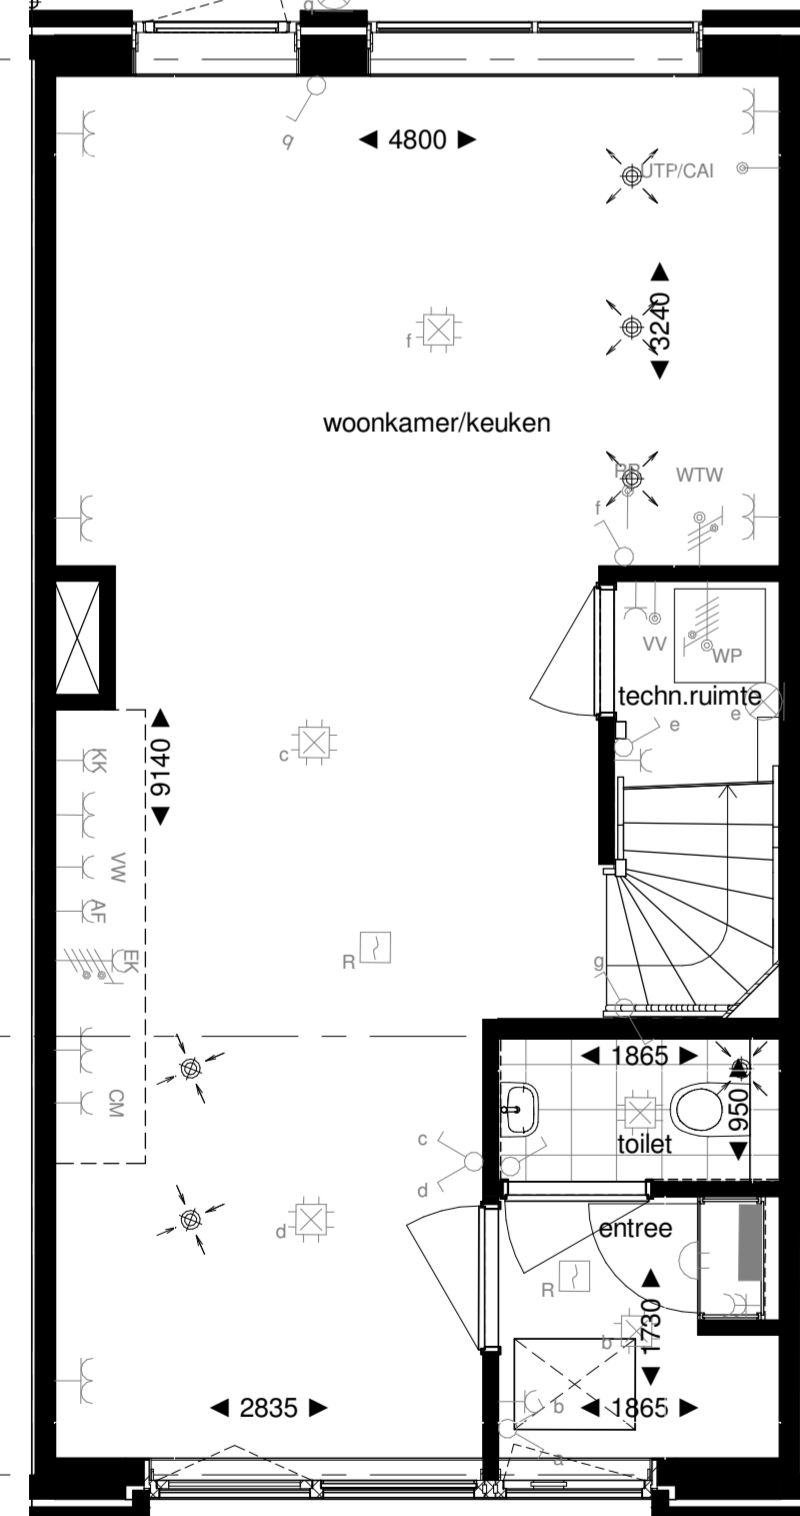 q
q
4800
UTP/CAI
3240
f
woonkamer/keuken
WTW
f
VV
WP
techn.ruimte
e
e
c
9140
KK
VW
AF
EK
R
g
1865
950
CM
toilet
c
d
entree
d
R
1730
b
2835
b
1865
a